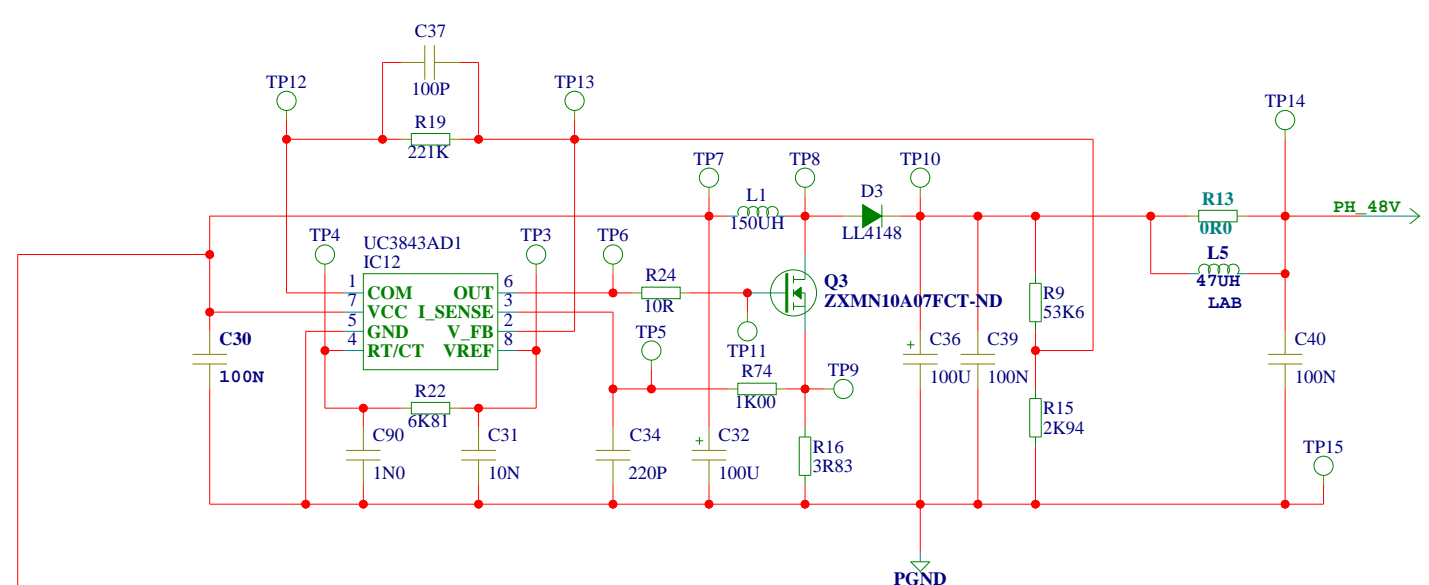 C37
100P
TP12
TP13
R19
221K
TP14
TP7
TP8
TP10
L1
150UH
D3
LL4148
R13
0R0
PH_48V
TP4
UC3843AD1
IC12
TP3
TP6
L5
47UH
LAB
1 COM OUT 6
7 VCC I_SENSE 3
5 GND V_FB 2
4 RT/CT VREF 8
R24
10R
Q3
ZXMN10A07FCT-ND
R9
53K6
TP5
TP11
C30
100N
R74
1K00
TP9
+
C36
100U
C39
100N
C40
100N
R22
6K81
R15
2K94
C90
1N0
C31
10N
C34
220P
+
C32
100U
R16
3R83
TP15
PGND